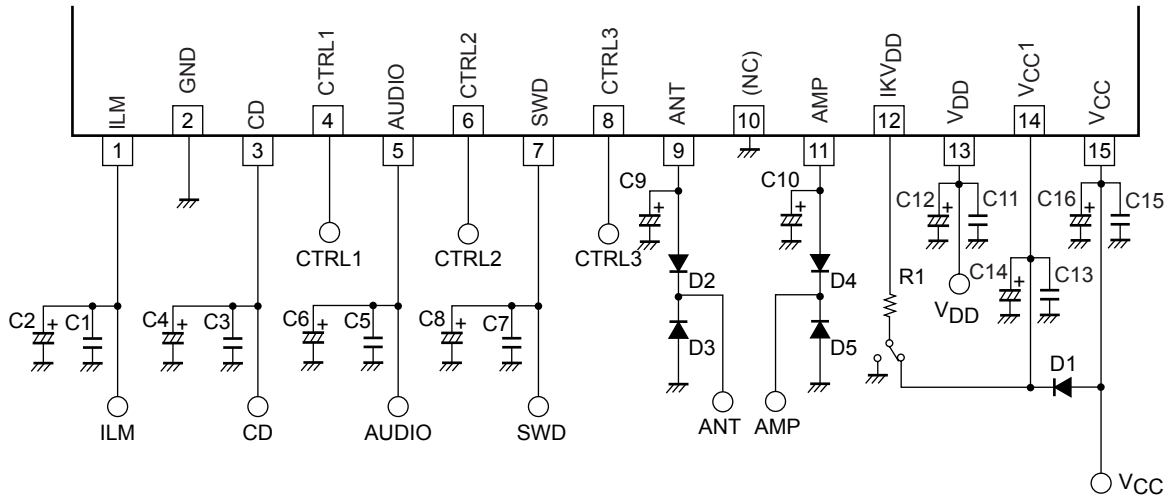 ILM
GND
CD
CTRL1
AUDIO
CTRL2
SWD
CTRL3
ANT
(NC)
AMP
IKVDD
VDD
VCC1
VCC
1
2
3
4
5
6
7
8
9
10
11
12
13
14
15
C9
C10
C12
+
C11
C16
+
C15
+
+
CTRL1
CTRL2
CTRL3
D2
D4
R1
C14
+
C13
VDD
C2
+
C1
C4
+
C3
C6
+
C5
C8
+
C7
D3
D5
D1
ILM
CD
AUDIO
SWD
ANT
AMP
VCC